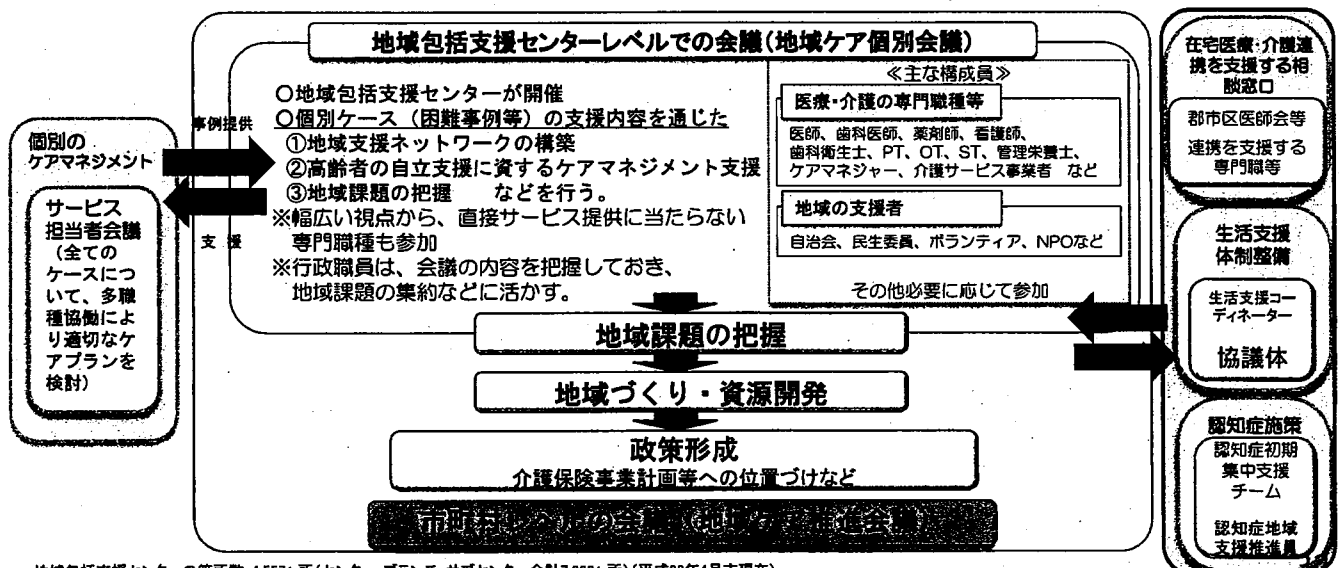 地域包括支援センターレベルでの会議(地域ケア個別会議)
個別の
ケアマネジメント
サービス
担当者会議
(全ての
ケースにつ
いて、多職
種協働によ
り適切なケ
アプランを
検討)
事例提供
支 援
○地域包括支援センターが開催
○個別ケース(困難事例等)の支援内容を通じた
①地域支援ネットワークの構築
②高齢者の自立支援に資するケアマネジメント支援
③地域課題の把握 などを行う。
※幅広い視点から、直接サービス提供に当たらない
専門職種も参加
※行政職員は、会議の内容を把握しておき、
地域課題の集約などに活かす。
≪主な構成員≫
医療・介護の専門職種等
医師、歯科医師、薬剤師、看護師、
歯科衛生士、PT、OT、ST、管理栄養士、
ケアマネジャー、介護サービス事業者 など
地域の支援者
自治会、民生委員、ボランティア、NPOなど
その他必要に応じて参加
地域課題の把握
地域づくり・資源開発
政策形成
介護保険事業計画等への位置づけなど
市町村レベルの会議(地域ケア推進会議)
在宅医療・介護連
携を支援する相
談窓口
郡市区医師会等
連携を支援する
専門職等
生活支援
体制整備
生活支援コー
ディネーター
協議体
認知症施策
認知症初期
集中支援
チーム
認知症地域
支援推進員